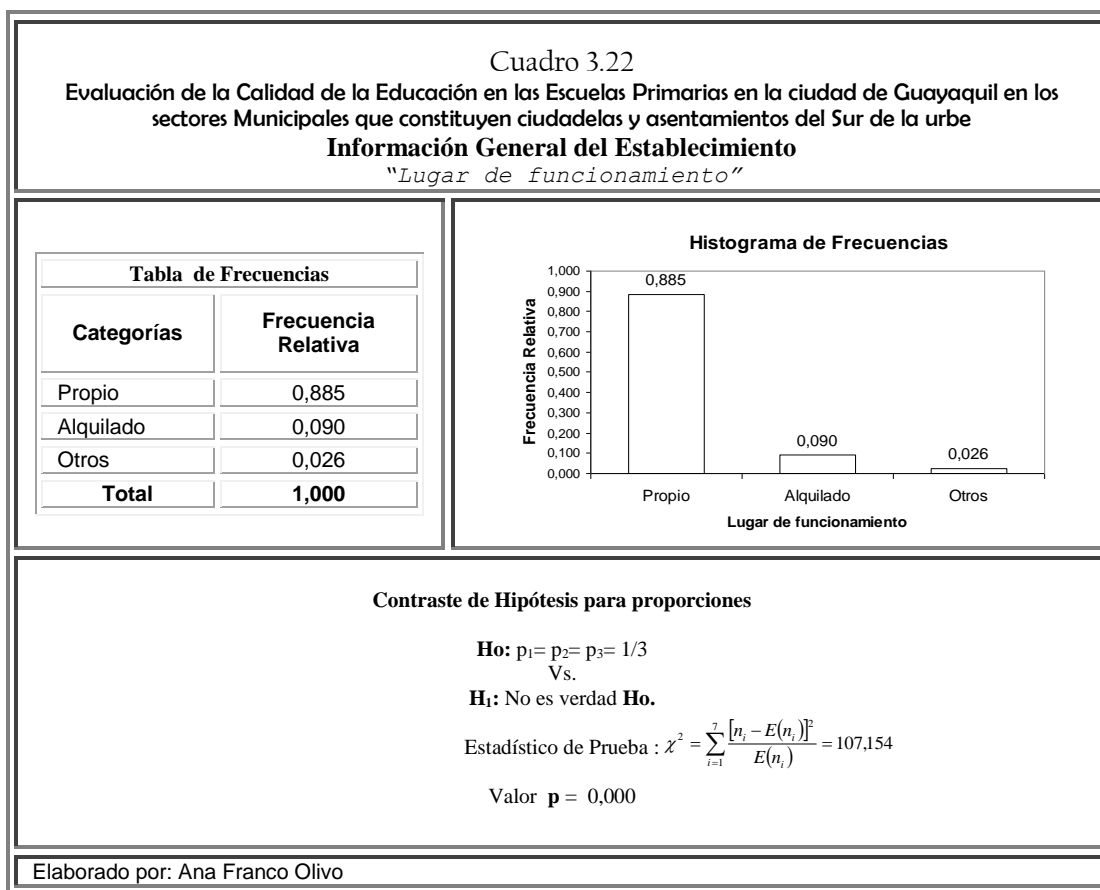 Cuadro 3.22
Evaluación de la Calidad de la Educación en las Escuelas Primarias en la ciudad de Guayaquil en los
sectores Municipales que constituyen ciudadelas y asentamientos del Sur de la urbe
Información General del Establecimiento
“Lugar de funcionamiento”
Tabla de Frecuencias
Categorías Frecuencia
Relativa
Propio 0,885
Alquilado 0,090
Otros 0,026
Total 1,000
Histograma de Frecuencias
Frecuencia Relativa
1,000
0,900
0,800
0,700
0,600
0,500
0,400
0,300
0,200
0,100
0,000
0,885
0,090
0,026
Propio Alquilado Otros
Lugar de funcionamiento
Contraste de Hipótesis para proporciones
Ho: p₁= p₂= p₃= 1/3
Vs.
H₁: No es verdad Ho.
Estadístico de Prueba : χ² = ∑_{i=1}^{7} [n_i − E(n_i)]² / E(n_i) = 107,154
Valor p = 0,000
Elaborado por: Ana Franco Olivo